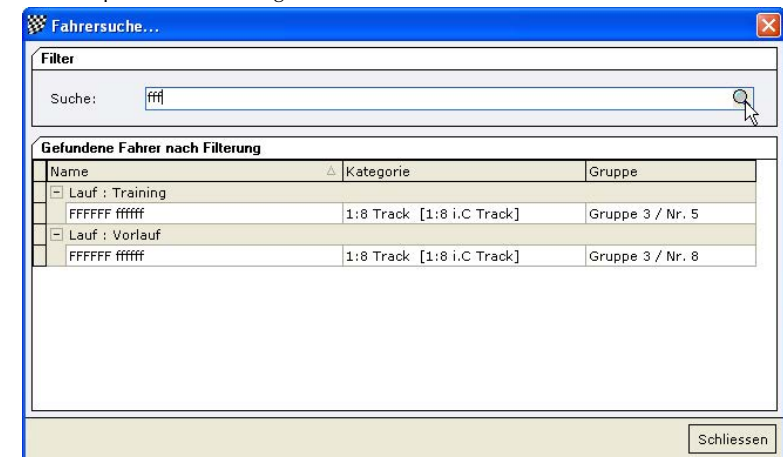 Fahrersuche...
Filter
Suche: fff
Gefundene Fahrer nach Filterung
Name Kategorie Gruppe
Lauf : Training
FFFFFF ffffff 1:8 Track [1:8 i.C Track] Gruppe 3 / Nr. 5
Lauf : Vorlauf
FFFFFF ffffff 1:8 Track [1:8 i.C Track] Gruppe 3 / Nr. 8
Schliessen